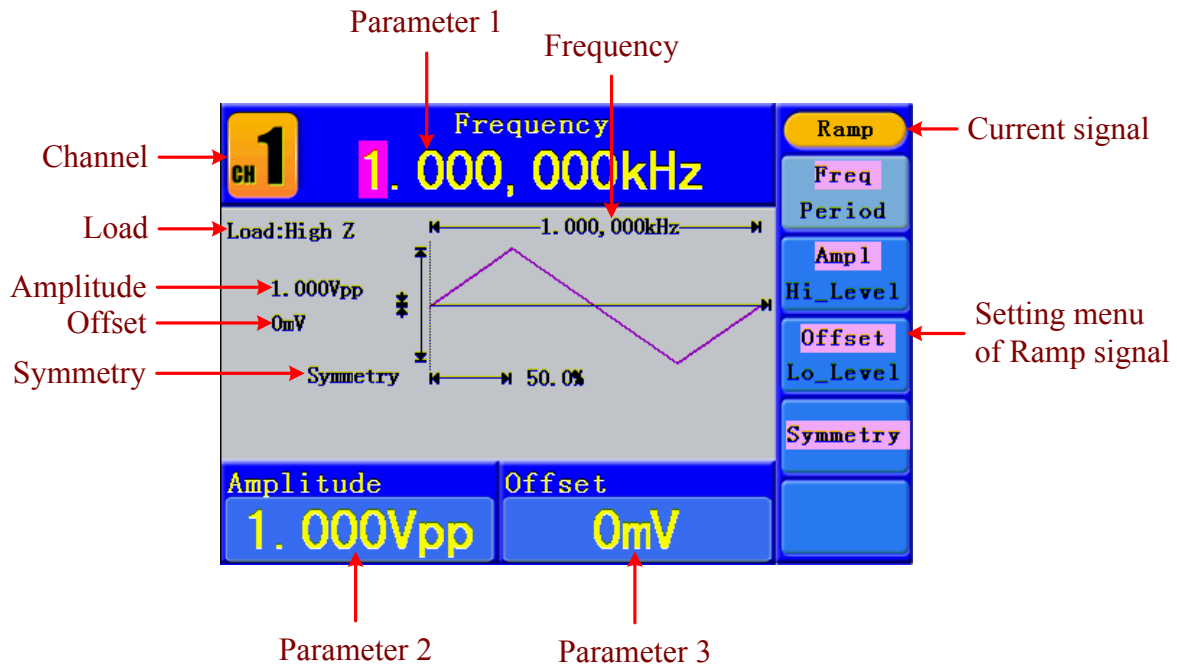 Parameter 1
Frequency
Frequency
CH 1
1.000,000kHz
Ramp
Current signal
Channel
Freq
Period
Load
Load:High Z
1.000,000kHz
Ampl
Hi_Level
Amplitude
1.000Vpp
Offset
0mV
Offset
Lo_Level
Setting menu
of Ramp signal
Symmetry
Symmetry
50.0%
Symmetry
Amplitude
Offset
1.000Vpp
0mV
Parameter 2
Parameter 3